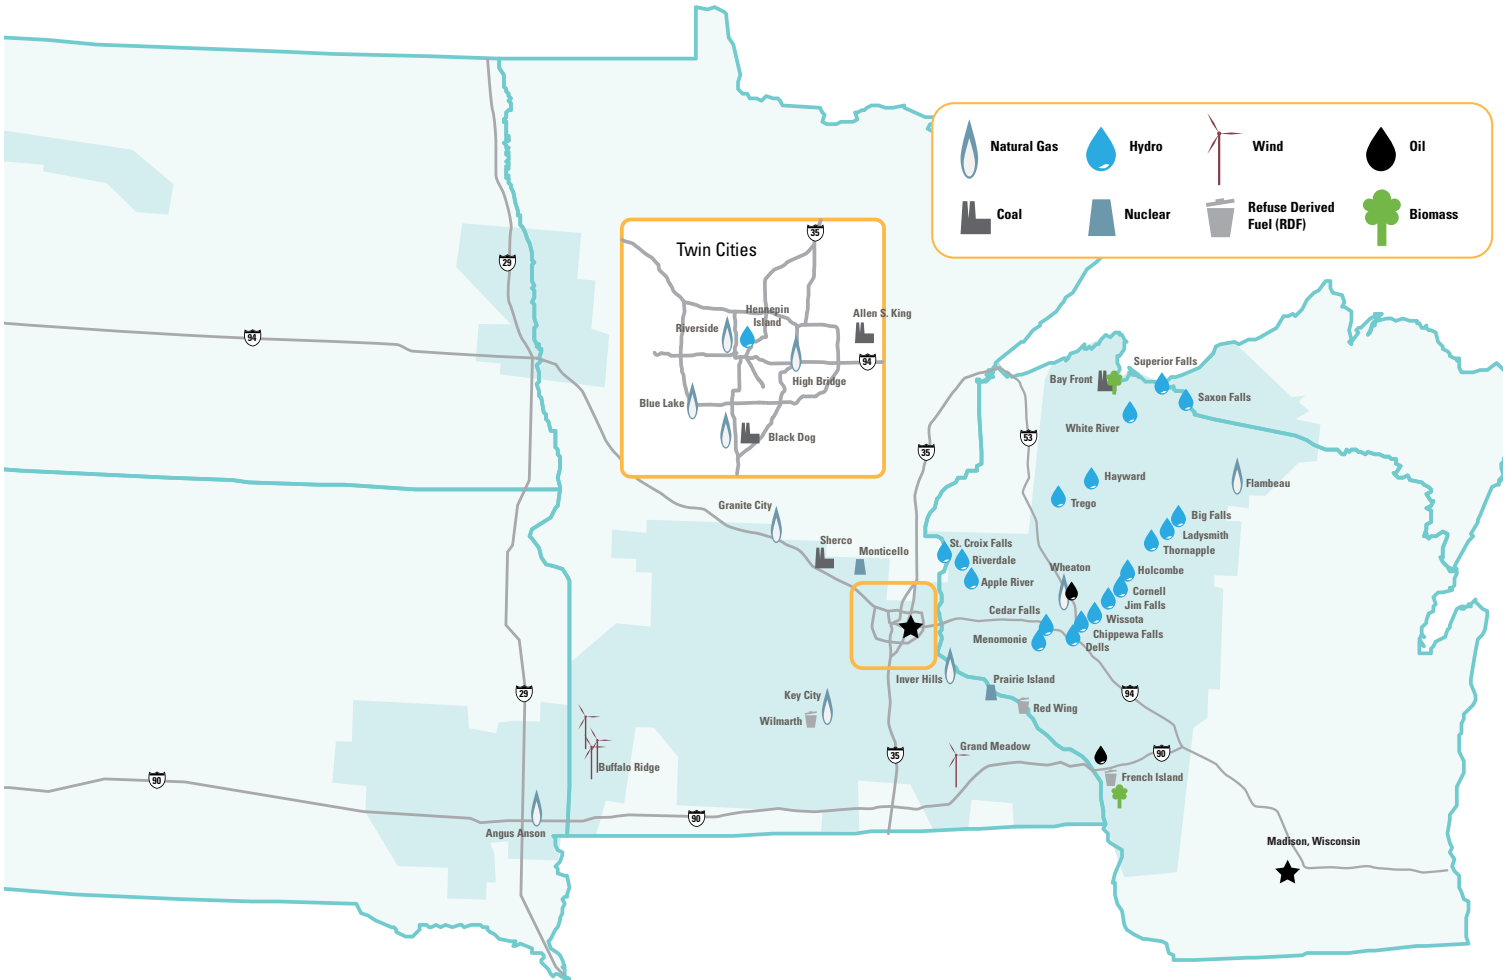 Natural Gas
Hydro
Wind
Oil
Coal
Nuclear
Refuse Derived
Fuel (RDF)
Biomass
Twin Cities
35
Hennepin
Island
Riverside
Allen S. King
94
High Bridge
Blue Lake
Black Dog
29
94
Superior Falls
Bay Front
Saxon Falls
White River
53
35
Hayward
Flambeau
Trego
Granite City
Big Falls
Ladysmith
Thornapple
Sherco
Monticello
St. Croix Falls
Riverdale
Apple River
Wheaton
Holcombe
Cornell
Jim Falls
Cedar Falls
Wissota
Chippewa Falls
Menomonie
Dells
Inver Hills
Prairie Island
29
Key City
94
Red Wing
Wilmarth
Grand Meadow
35
90
Buffalo Ridge
90
French Island
90
Angus Anson
Madison, Wisconsin